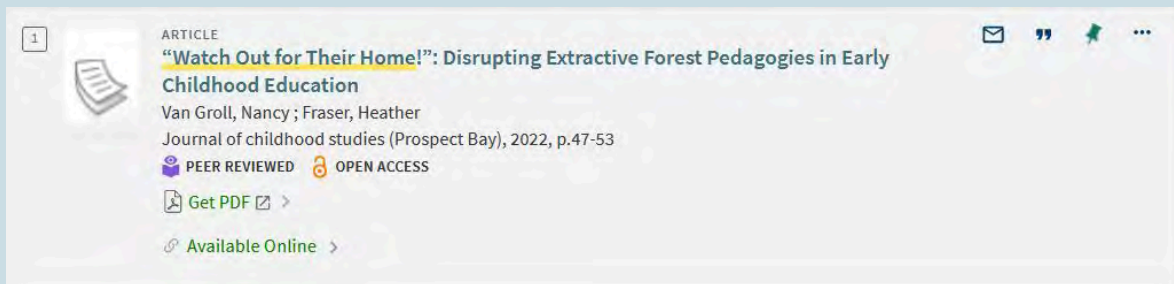 1
ARTICLE
“Watch Out for Their Home!”: Disrupting Extractive Forest Pedagogies in Early
Childhood Education
Van Groll, Nancy ; Fraser, Heather
Journal of childhood studies (Prospect Bay), 2022, p.47-53
PEER REVIEWED OPEN ACCESS
Get PDF
Available Online